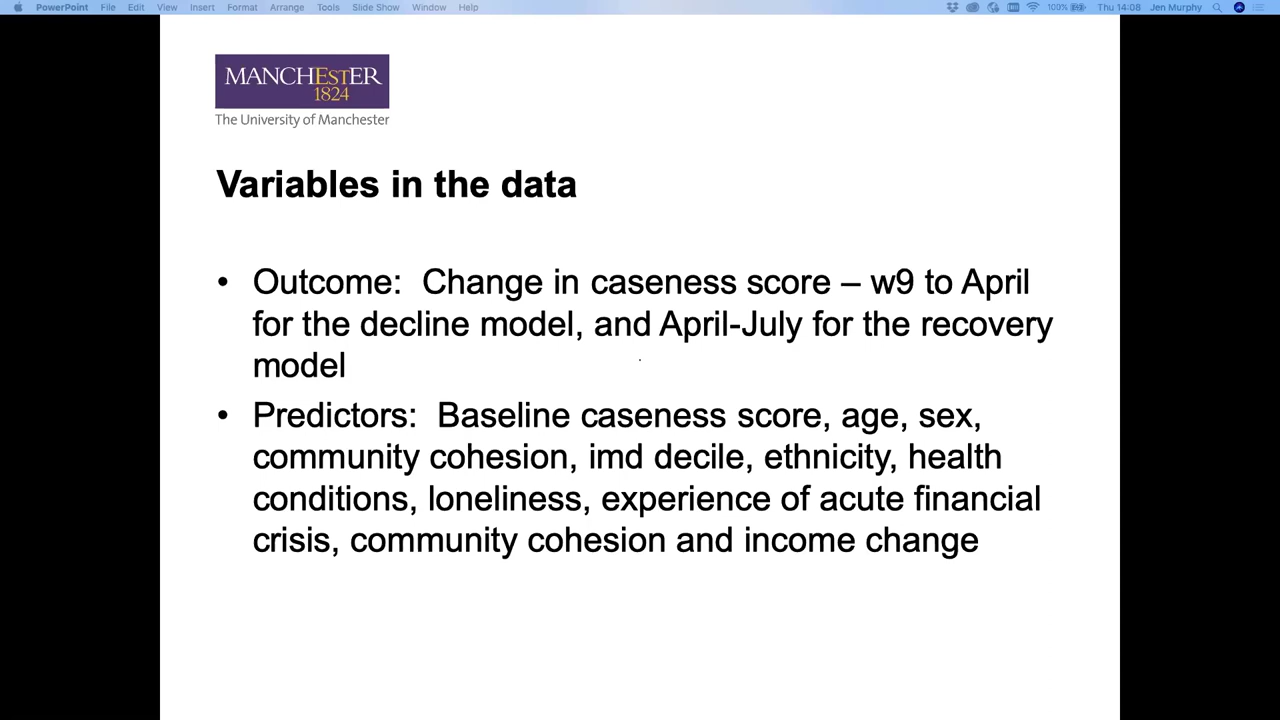 PowerPoint File Edit View Insert Format Arrange Tools Slide Show Window Help 100% Thu 14:08 Jen Murphy
MANCHESTER
1824
The University of Manchester
Variables in the data
• Outcome: Change in caseness score – w9 to April
for the decline model, and April-July for the recovery
model
• Predictors: Baseline caseness score, age, sex,
community cohesion, imd decile, ethnicity, health
conditions, loneliness, experience of acute financial
crisis, community cohesion and income change